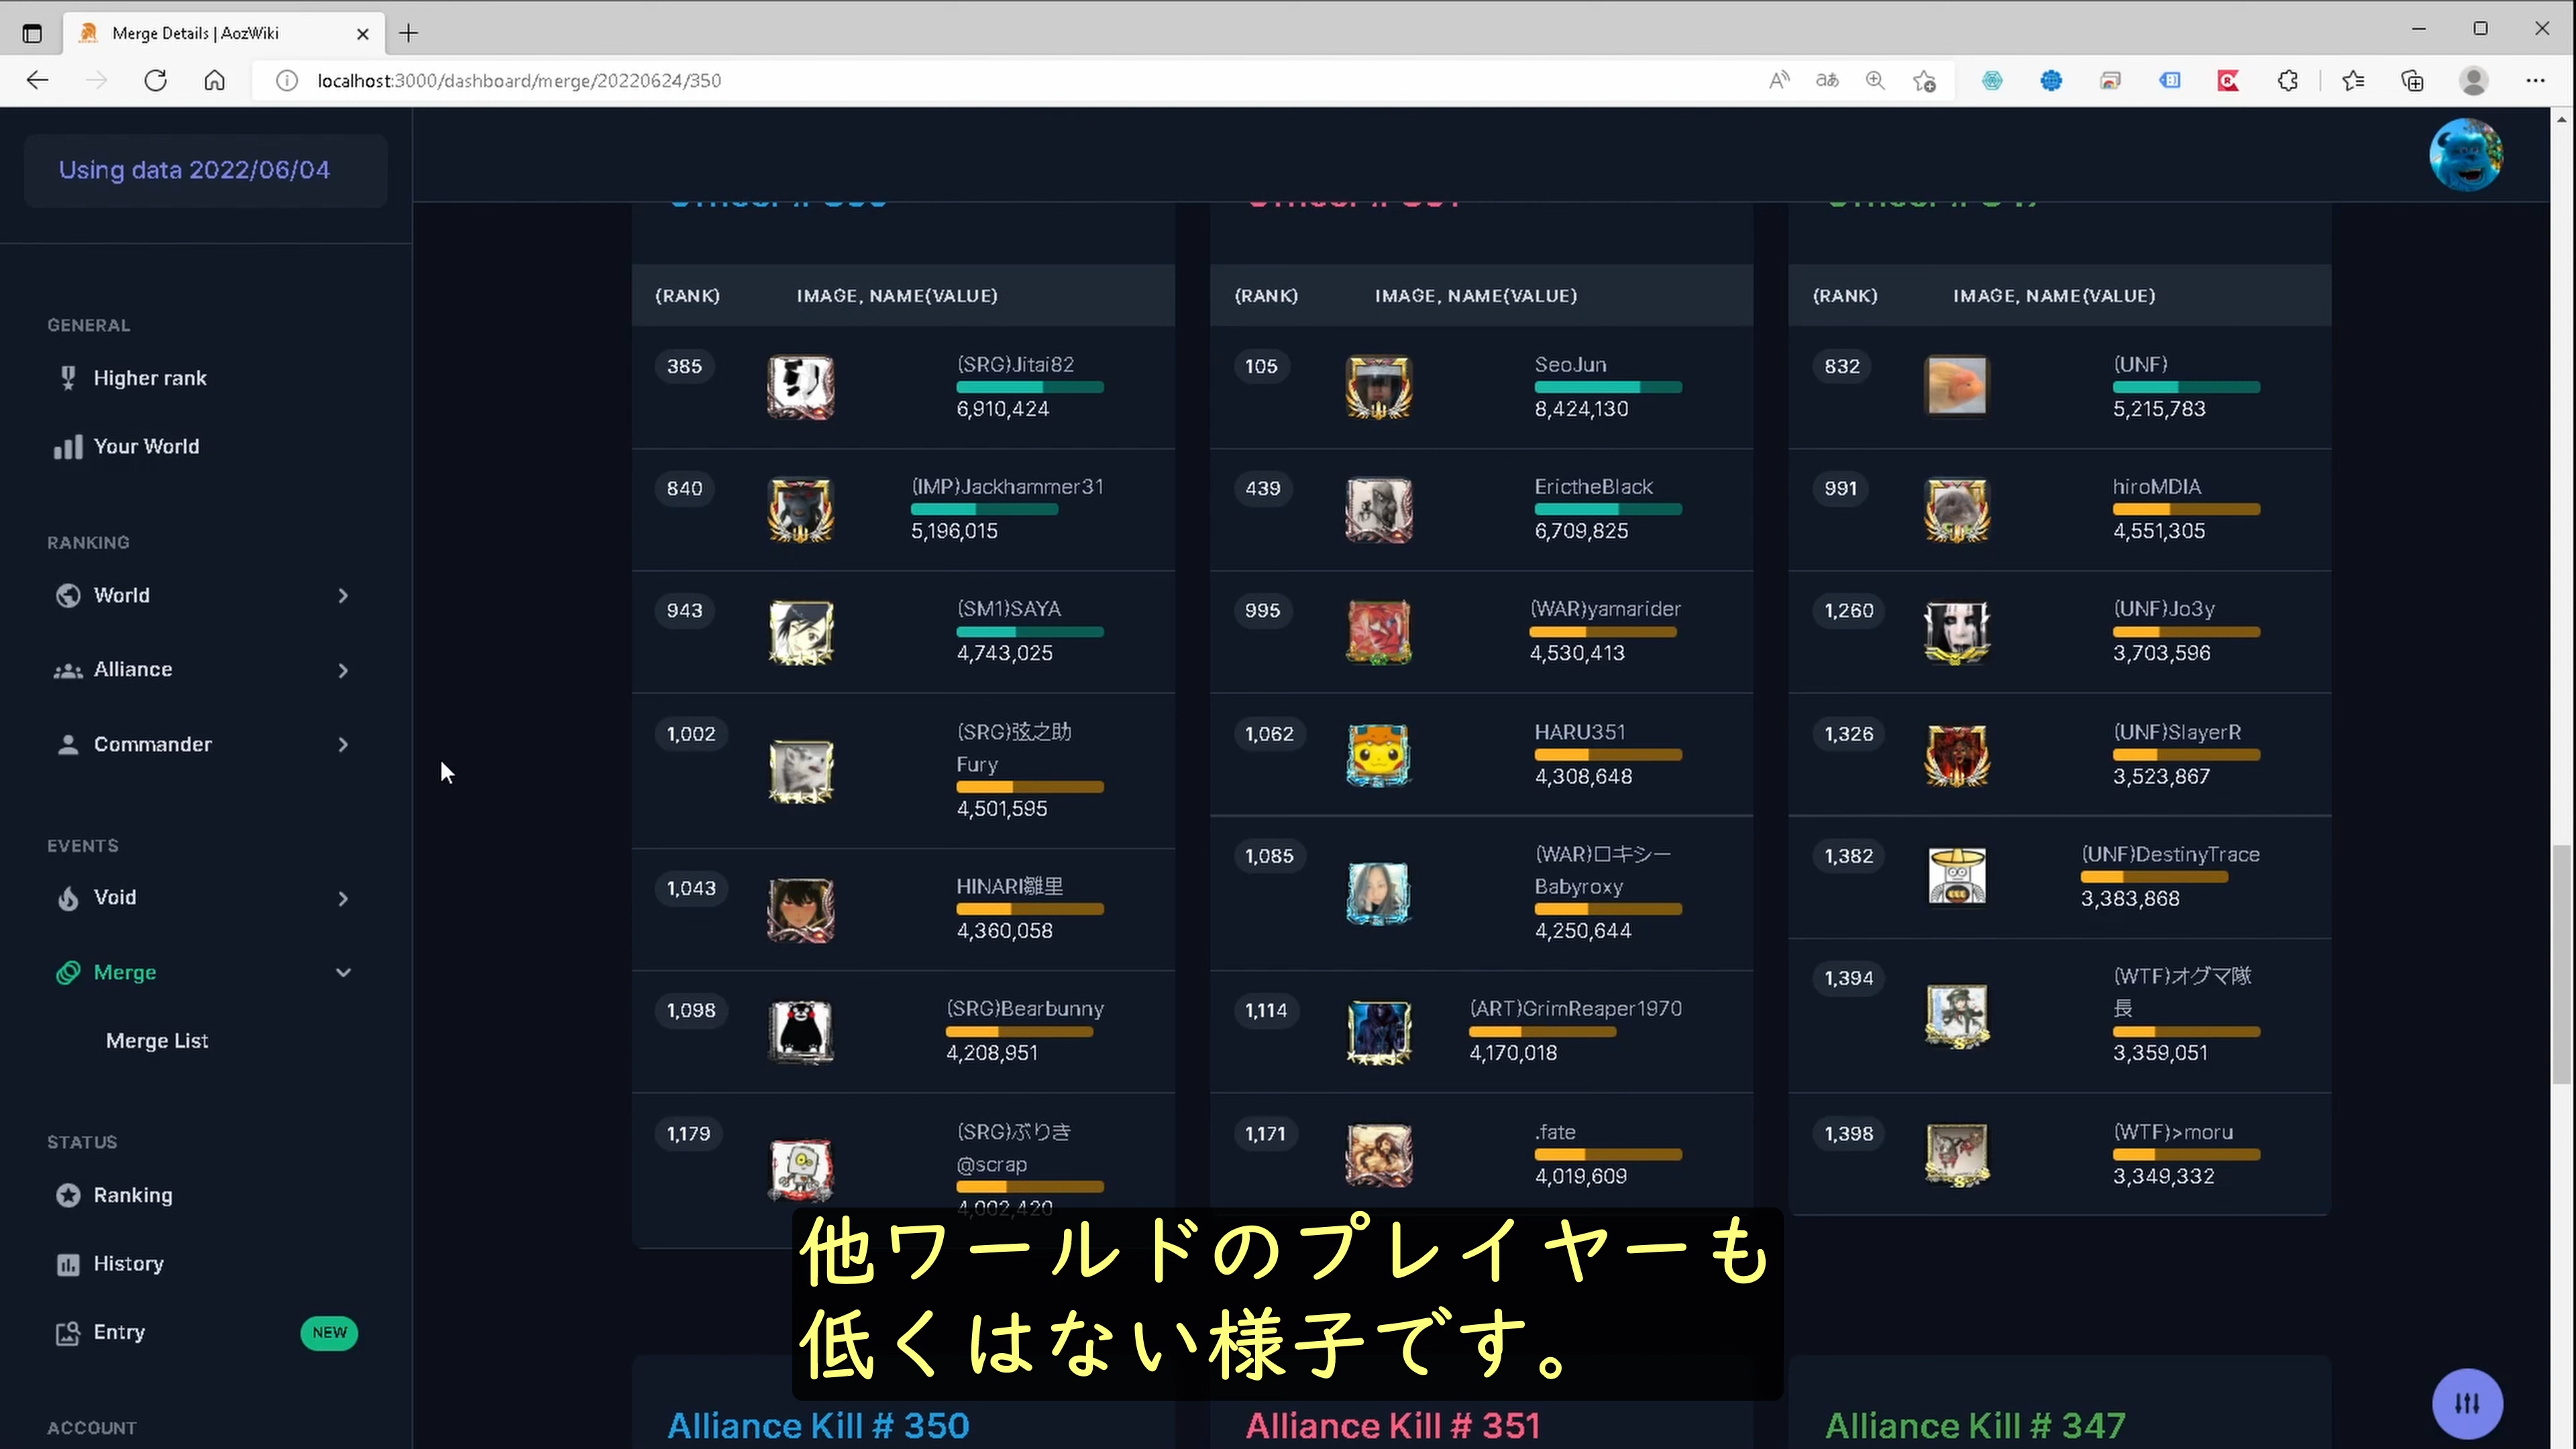 Merge Details | AozWiki
localhost:3000/dashboard/merge/20220624/350
Using data 2022/06/04
GENERAL
Higher rank
Your World
RANKING
World
Alliance
Commander
EVENTS
Void
Merge
Merge List
STATUS
Ranking
History
Entry
NEW
ACCOUNT
(RANK) IMAGE, NAME(VALUE)
385 (SRG)Jitai82
6,910,424
840 (IMP)Jackhammer31
5,196,015
943 (SM1)SAYA
4,743,025
1,002 (SRG)弦之助
Fury
4,501,595
1,043 HINARI雛里
4,360,058
1,098 (SRG)Bearbunny
4,208,951
1,179 (SRG)ぶりき
@scrap
4,002,420
(RANK) IMAGE, NAME(VALUE)
105 SeoJun
8,424,130
439 ErictheBlack
6,709,825
995 (WAR)yamarider
4,530,413
1,062 HARU351
4,308,648
1,085 (WAR)ロキシー
Babyroxy
4,250,644
1,114 (ART)GrimReaper1970
4,170,018
1,171 .fate
4,019,609
(RANK) IMAGE, NAME(VALUE)
832 (UNF)
5,215,783
991 hiroMDIA
4,551,305
1,260 (UNF)Jo3y
3,703,596
1,326 (UNF)SlayerR
3,523,867
1,382 (UNF)DestinyTrace
3,383,868
1,394 (WTF)オグマ隊
長
3,359,051
1,398 (WTF)>moru
3,349,332
他ワールドのプレイヤーも
低くはない様子です。
Alliance Kill # 350
Alliance Kill # 351
Alliance Kill # 347